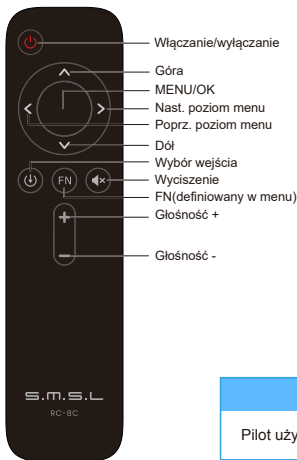 Włączanie/wyłączanie
Góra
MENU/OK
Nast. poziom menu
Poprz. poziom menu
Dół
Wybór wejścia
Wyciszenie
FN(definiowany w menu)
Głośność +
Głośność -
FN
S.M.S.L
RC-8C
Pilot uży